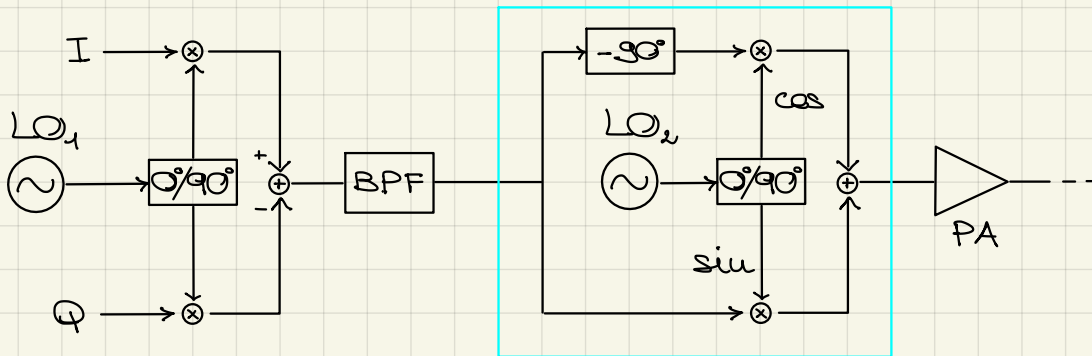 I
-90°
cos
LO₁
LO₂
0°/90°
+
+
−
BPF
0°/90°
+
PA
sin
Q